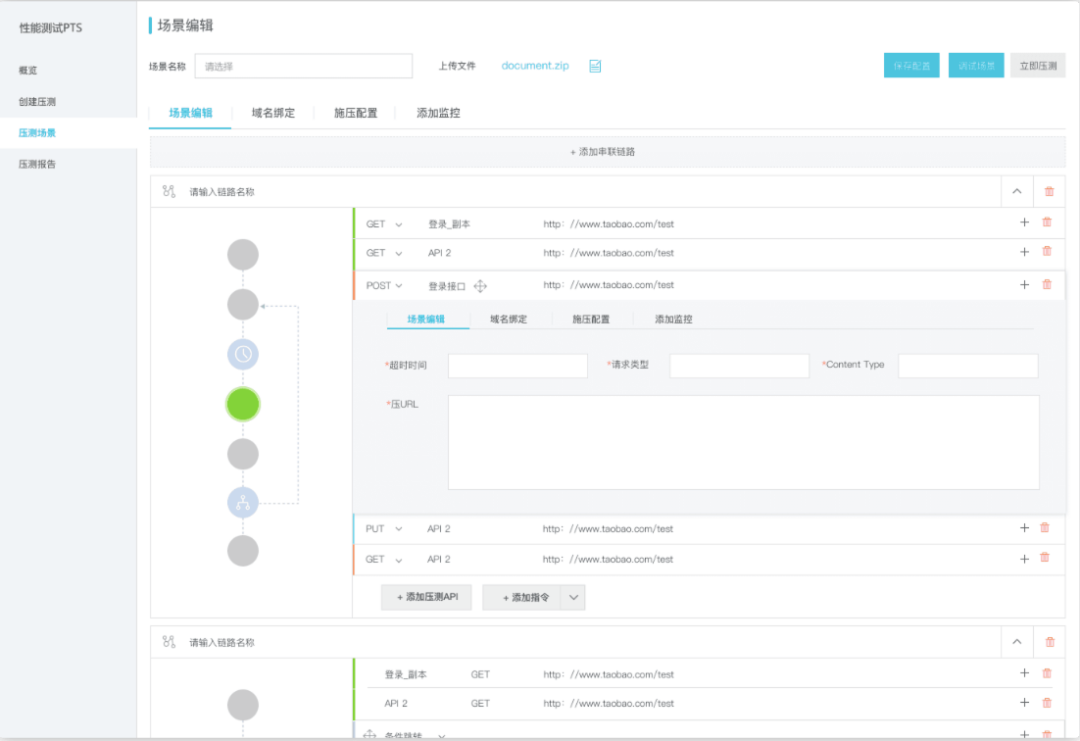 性能测试PTS
概览
创建压测
压测场景
压测报告
场景编辑
场景名称 请选择 上传文件 document.zip 保存配置 调试场景 立即压测
场景编辑 域名绑定 施压配置 添加监控
+ 添加串联链路
请输入链路名称
GET 登录_副本 http: //www.taobao.com/test
GET API 2 http: //www.taobao.com/test
POST 登录接口 http: //www.taobao.com/test
场景编辑 域名绑定 施压配置 添加监控
*超时时间 *请求类型 *Content Type
*压URL
PUT API 2 http: //www.taobao.com/test
GET API 2 http: //www.taobao.com/test
+ 添加压测API + 添加指令
请输入链路名称
登录_副本 GET http: //www.taobao.com/test
API 2 GET http: //www.taobao.com/test
条件跳转